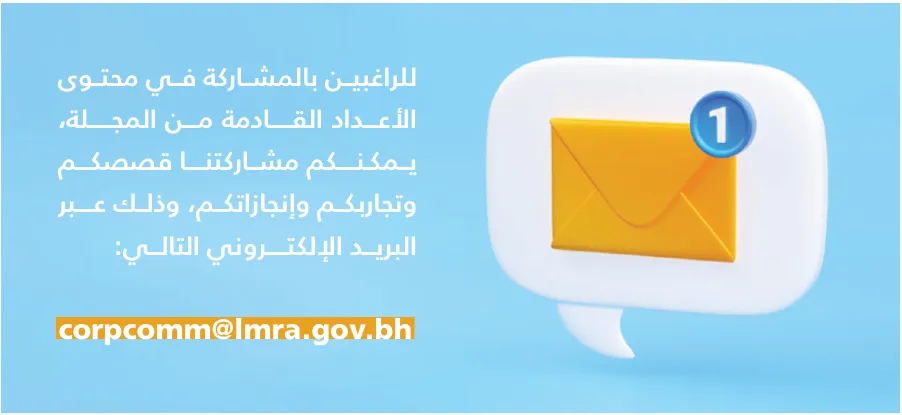 للراغبين بالمشاركة في محتوى
الأعداد القادمة من المجلة،
يمكنكم مشاركتنا قصصكم
وتجاربكم وإنجازاتكم، وذلك عبر
البريد الإلكتروني التالي:
corpcomm@lmra.gov.bh
1